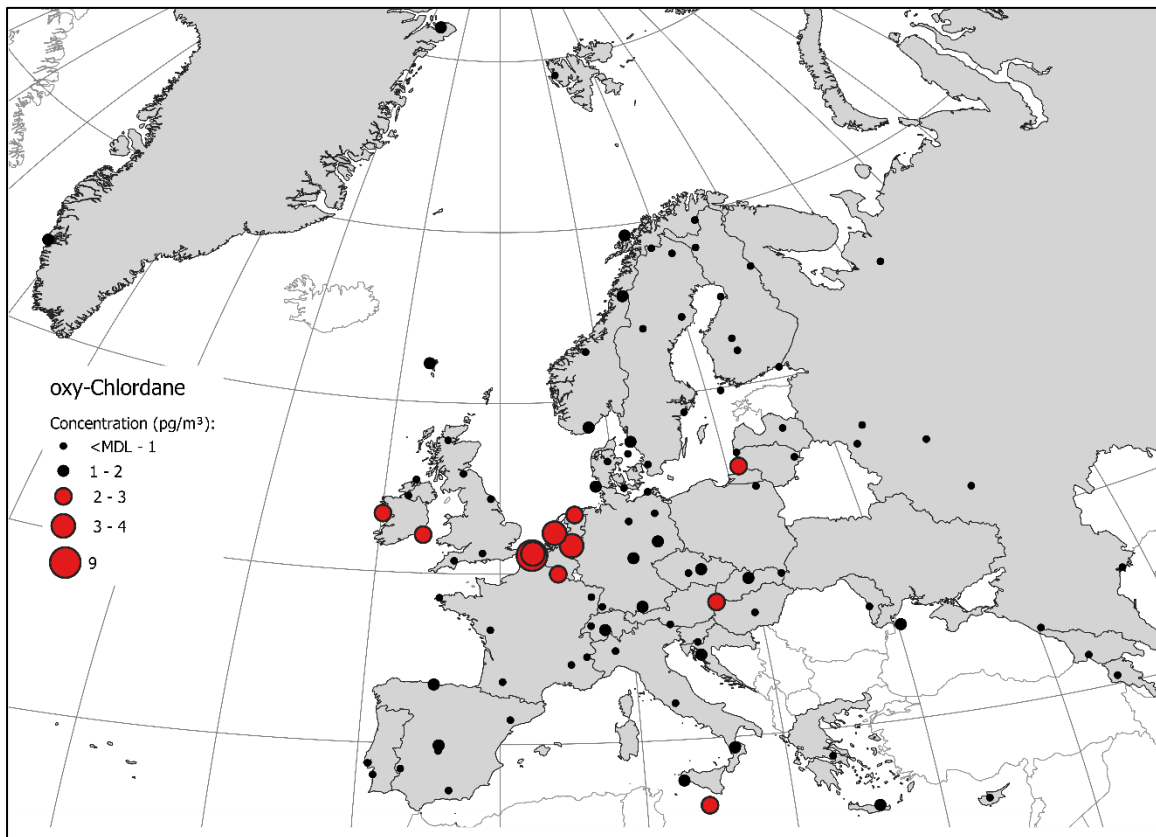 oxy-Chlordane
Concentration (pg/m³):
<MDL - 1
1 - 2
2 - 3
3 - 4
9